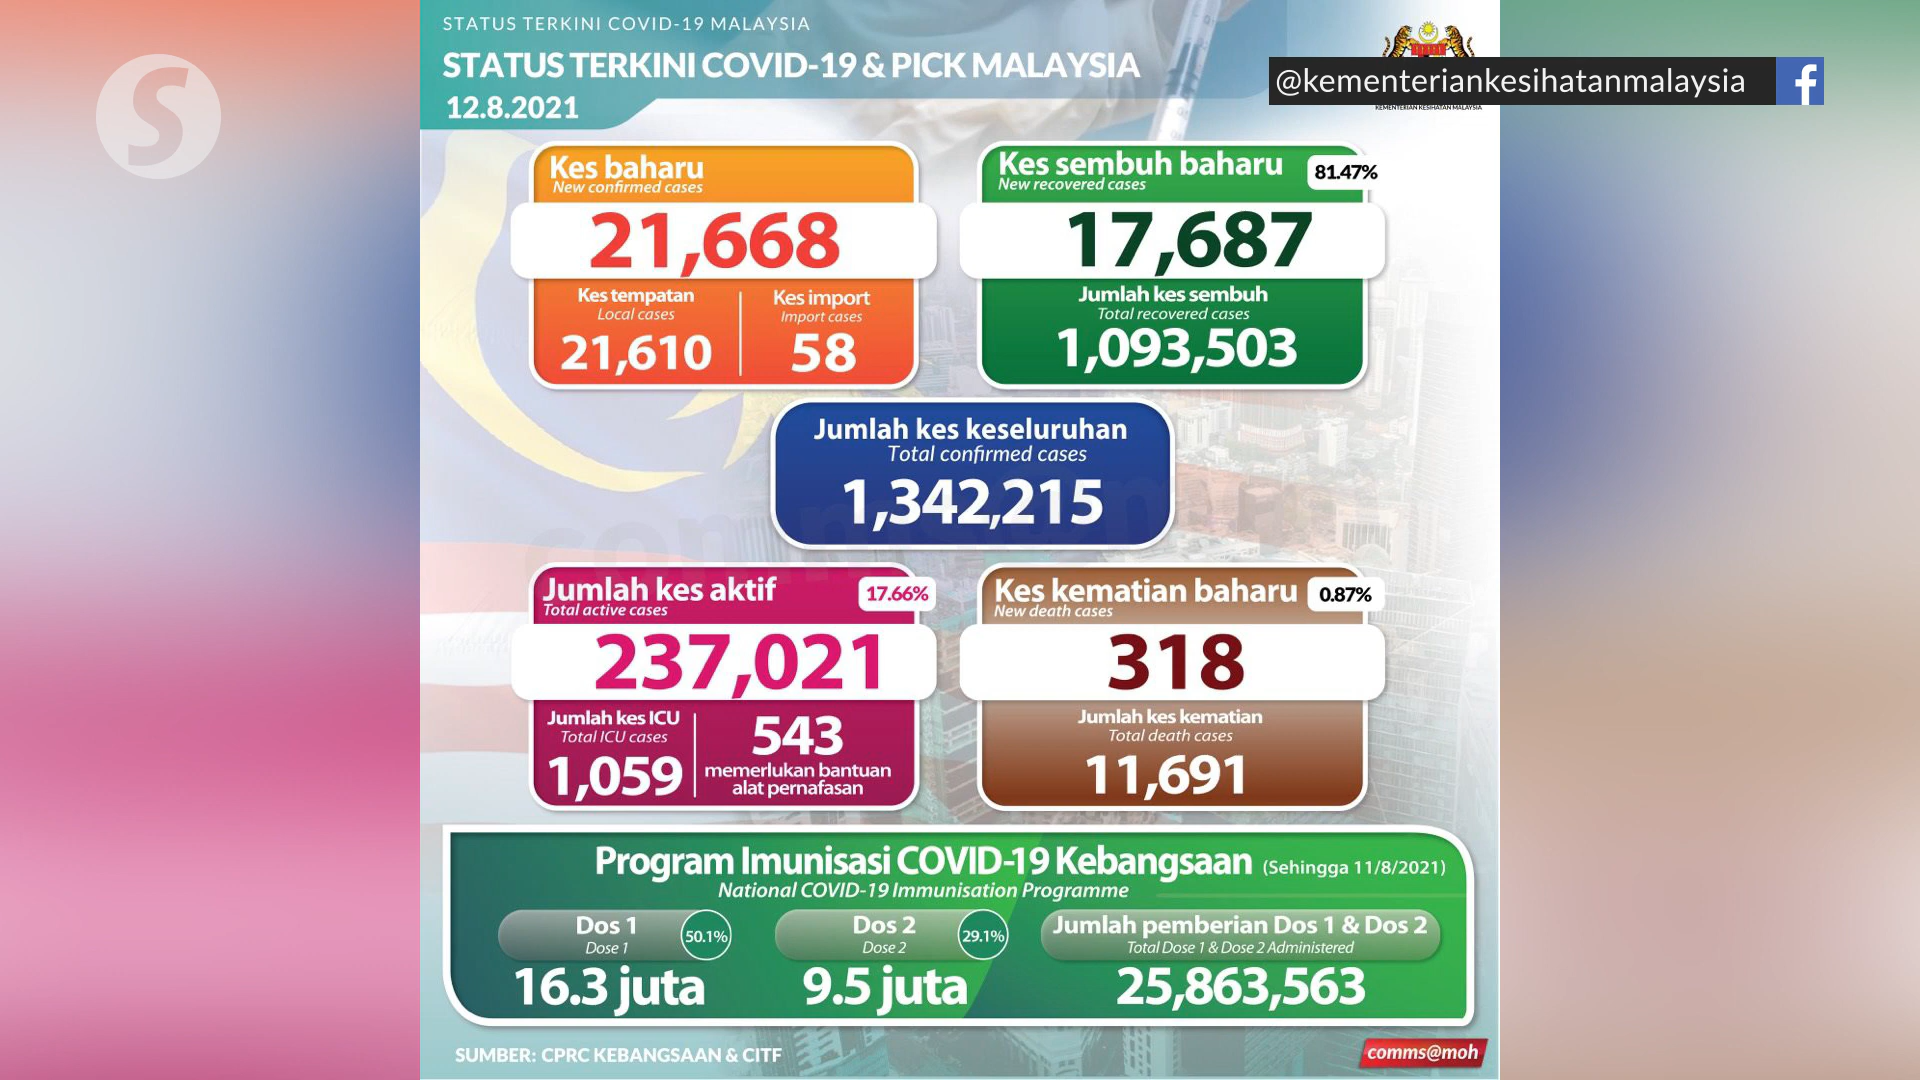 STATUS TERKINI COVID-19 MALAYSIA
STATUS TERKINI COVID-19 & PICK MALAYSIA
12.8.2021
@kementeriankesihatanmalaysia
KEMENTERIAN KESIHATAN MALAYSIA
S
Kes baharu
New confirmed cases
21,668
Kes tempatan
Local cases
21,610
Kes import
Import cases
58
Kes sembuh baharu
81.47%
New recovered cases
17,687
Jumlah kes sembuh
Total recovered cases
1,093,503
Jumlah kes keseluruhan
Total confirmed cases
1,342,215
Jumlah kes aktif
17.66%
Total active cases
237,021
Jumlah kes ICU
Total ICU cases
1,059
543
memerlukan bantuan
alat pernafasan
Kes kematian baharu
0.87%
New death cases
318
Jumlah kes kematian
Total death cases
11,691
Program Imunisasi COVID-19 Kebangsaan (Sehingga 11/8/2021)
National COVID-19 Immunisation Programme
Dos 1
Dose 1
50.1%
16.3 juta
Dos 2
Dose 2
29.1%
9.5 juta
Jumlah pemberian Dos 1 & Dos 2
Total Dose 1 & Dose 2 Administered
25,863,563
SUMBER: CPRC KEBANGSAAN & CITF
comms@moh